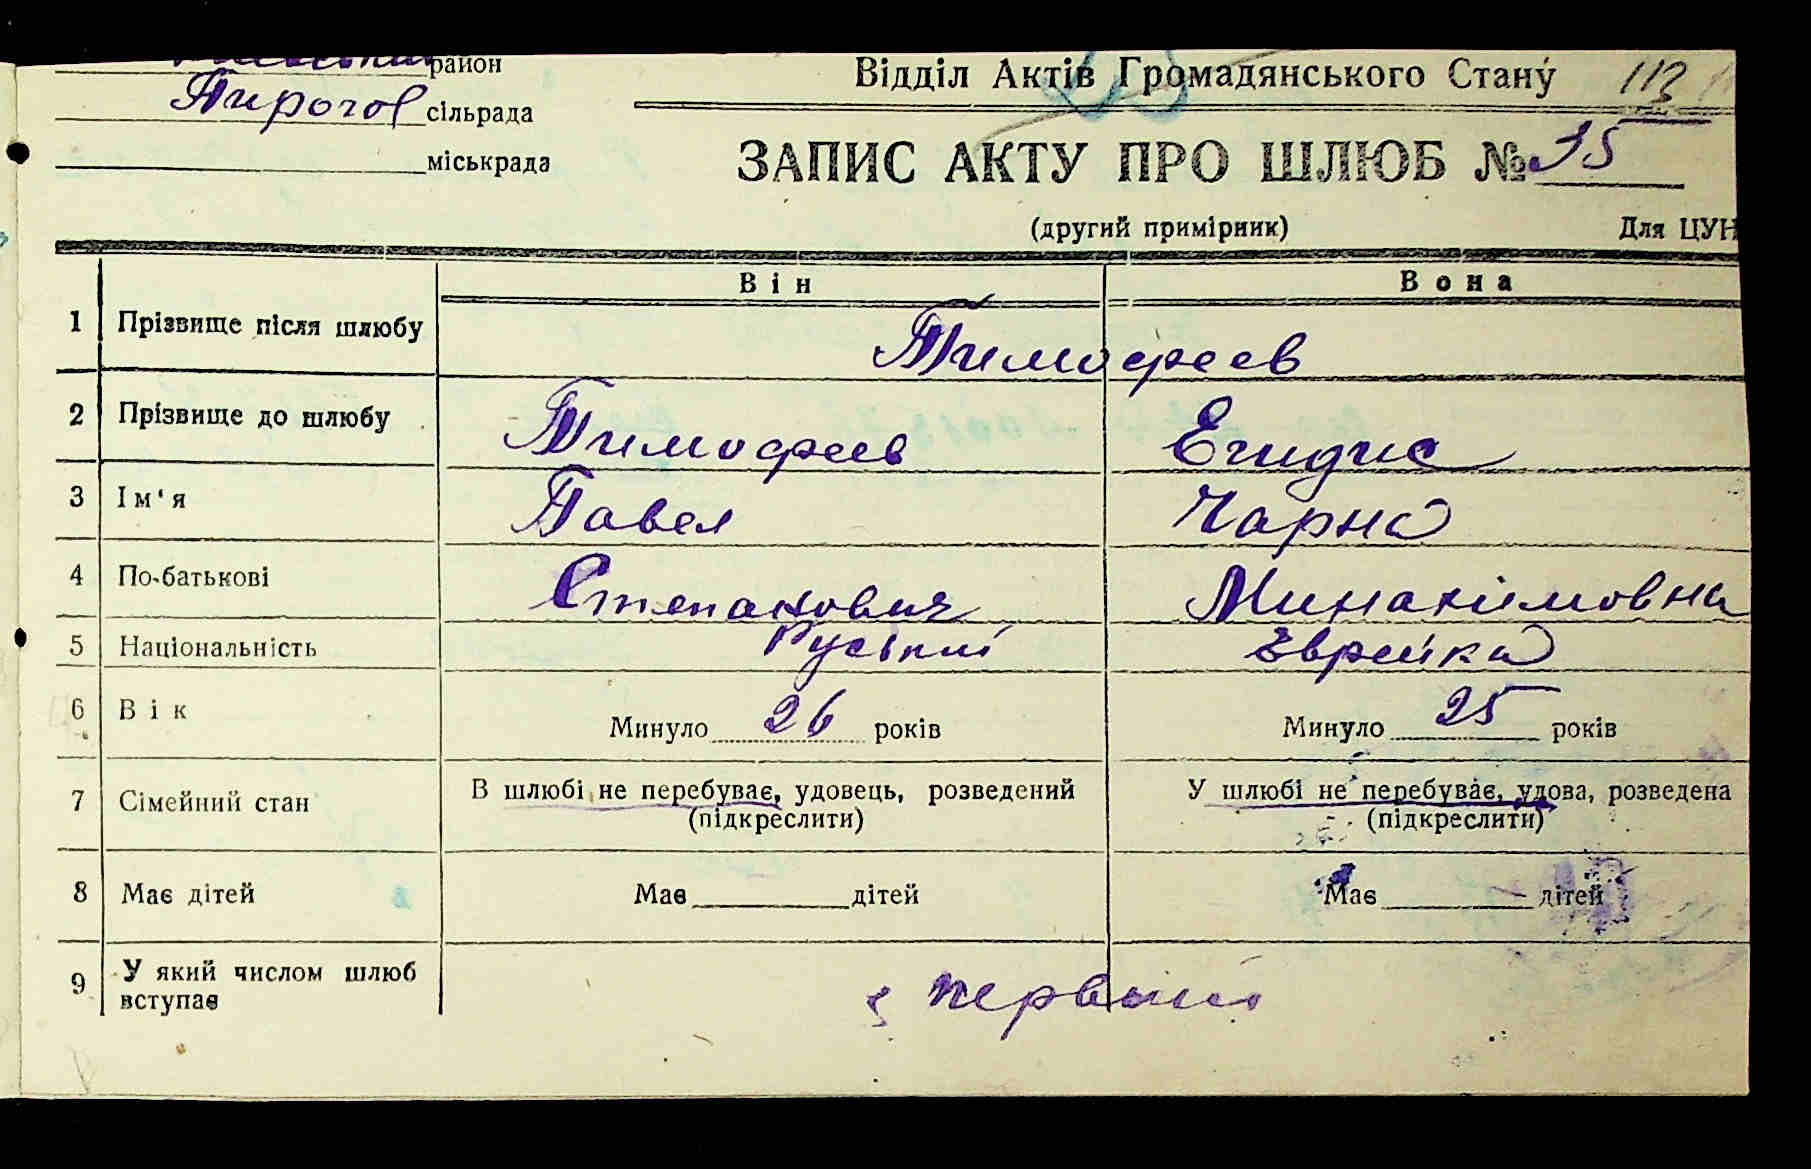 район
Пирогов сільрада
міськрада
Відділ Актів Громадянського Стану 113
ЗАПИС АКТУ ПРО ШЛЮБ № 35
(другий примірник) Для ЦУН
Він Вона
1 Прізвище після шлюбу Тимофеев
2 Прізвище до шлюбу Тимофеев Егидис
3 Ім'я Павел Чарна
4 По-батькові Степанович Минахимовна
5 Національність Руський Еврейка
6 Вік Минуло 26 років Минуло 25 років
7 Сімейний стан В шлюбі не перебуває, удовець, розведений У шлюбі не перебуває, удова, розведена
(підкреслити) (підкреслити)
8 Має дітей Має дітей Має — дітей
9 У який числом шлюб
вступає первый